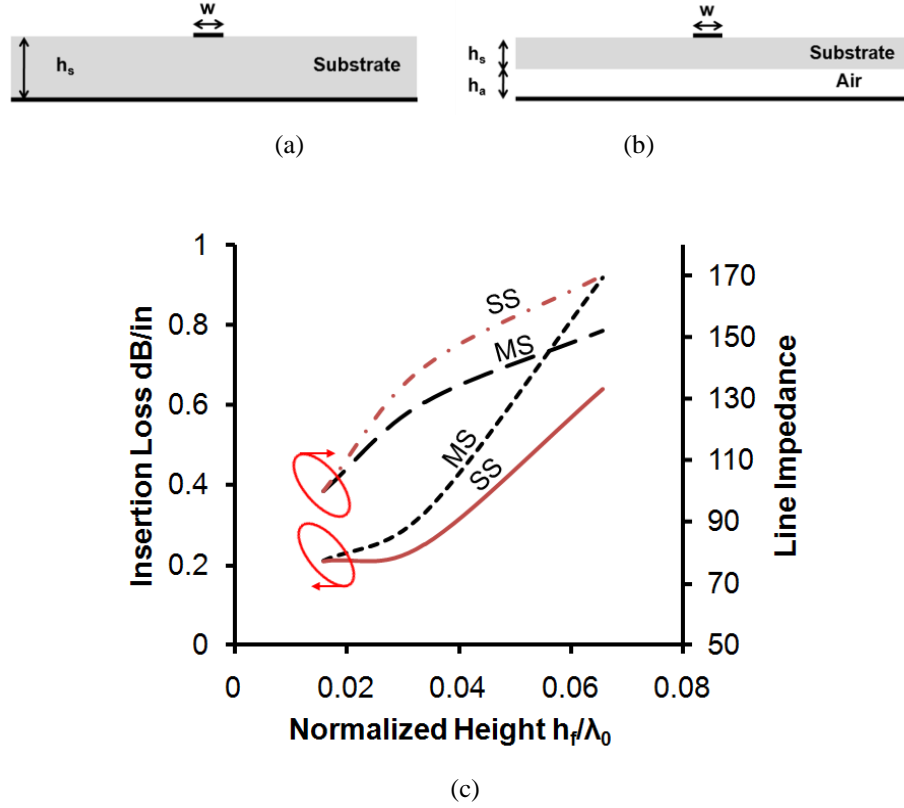 w
h_s
Substrate
(a)
w
h_s
Substrate
h_a
Air
(b)
Insertion Loss dB/in
1
0.8
0.6
0.4
0.2
0
SS
MS
MS
SS
170
150
130
110
90
70
50
Line Impedance
0 0.02 0.04 0.06 0.08
Normalized Height h_f/λ_0
(c)